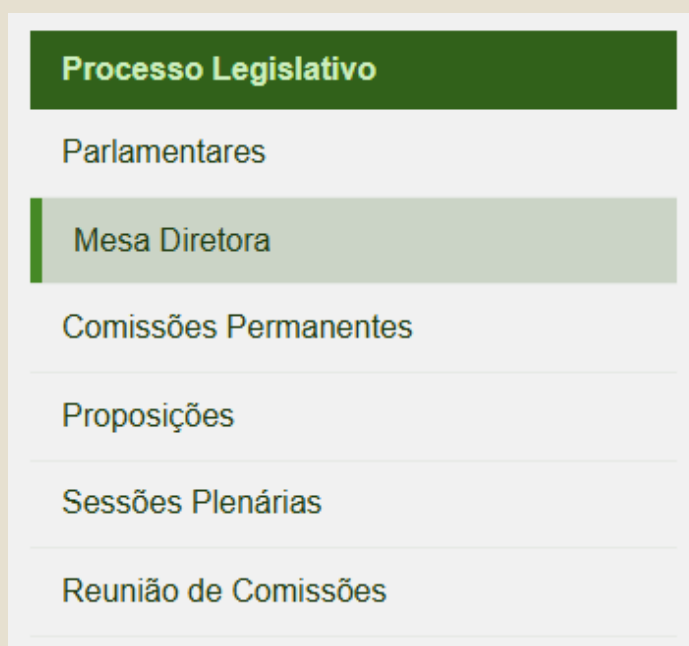 Processo Legislativo
Parlamentares
Mesa Diretora
Comissões Permanentes
Proposições
Sessões Plenárias
Reunião de Comissões